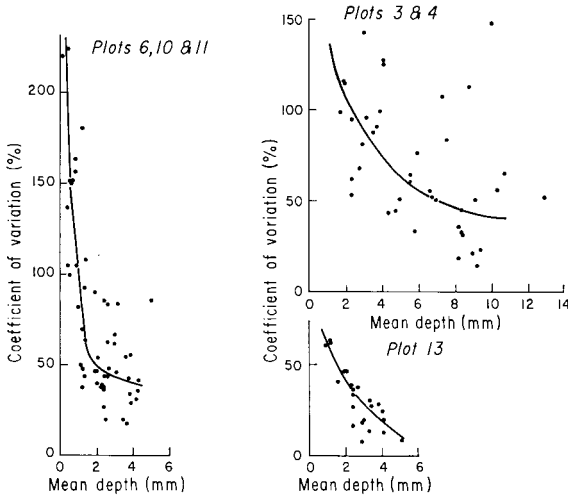 Plots 6, 10 & 11
Coefficient of variation (%)
200
150
100
50
0
0 2 4 6
Mean depth (mm)
Plots 3 & 4
Coefficient of variation (%)
150
100
50
0
0 2 4 6 8 10 12 14
Mean depth (mm)
Plot 13
50
0
0 2 4 6
Mean depth (mm)